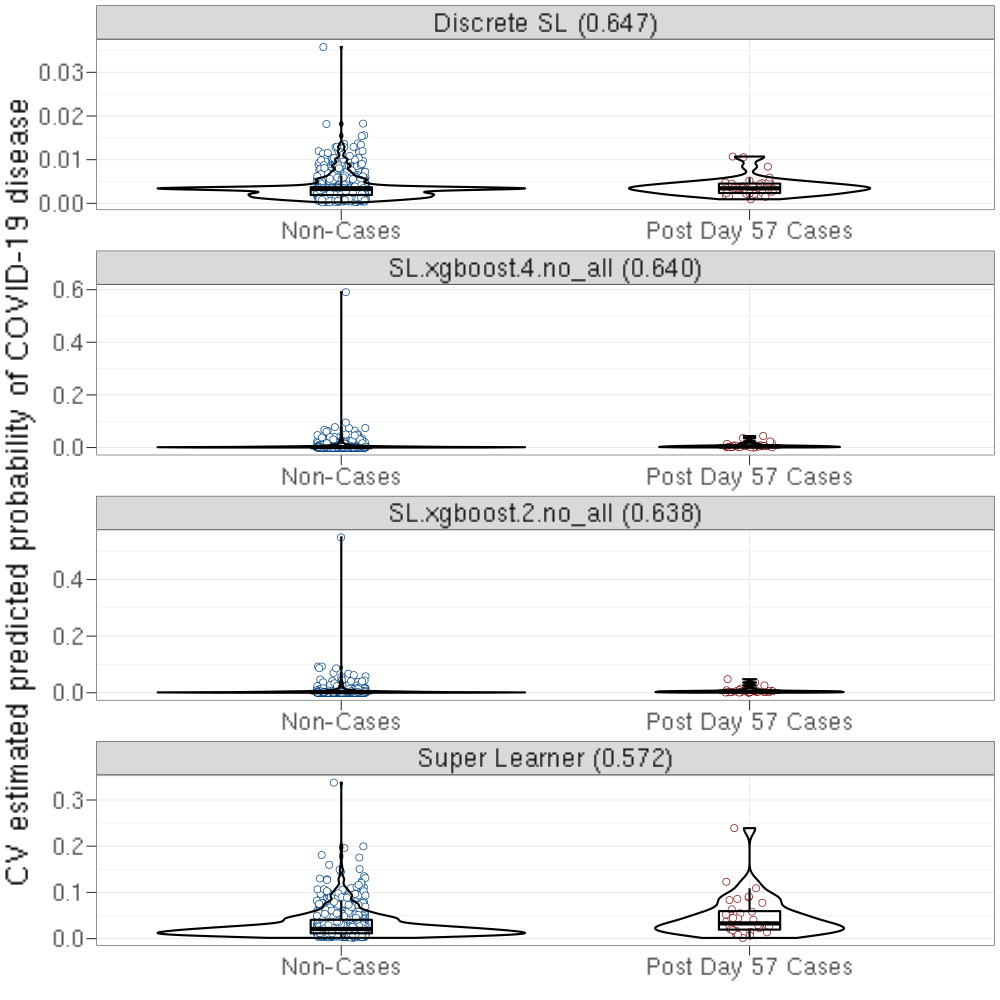 CV estimated predicted probability of COVID-19 disease
Discrete SL (0.647)
0.03
0.02
0.01
0.00
Non-Cases
Post Day 57 Cases
SL.xgboost.4.no_all (0.640)
0.6
0.4
0.2
0.0
Non-Cases
Post Day 57 Cases
SL.xgboost.2.no_all (0.638)
0.4
0.2
0.0
Non-Cases
Post Day 57 Cases
Super Learner (0.572)
0.3
0.2
0.1
0.0
Non-Cases
Post Day 57 Cases